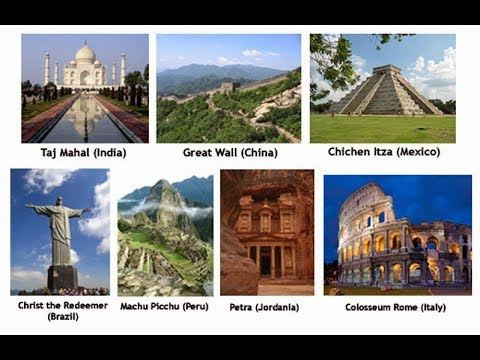 Taj Mahal (India)
Great Wall (China)
Chichen Itza (Mexico)
Christ the Redeemer
(Brazil)
Machu Picchu (Peru)
Petra (Jordania)
Colosseum Rome (Italy)